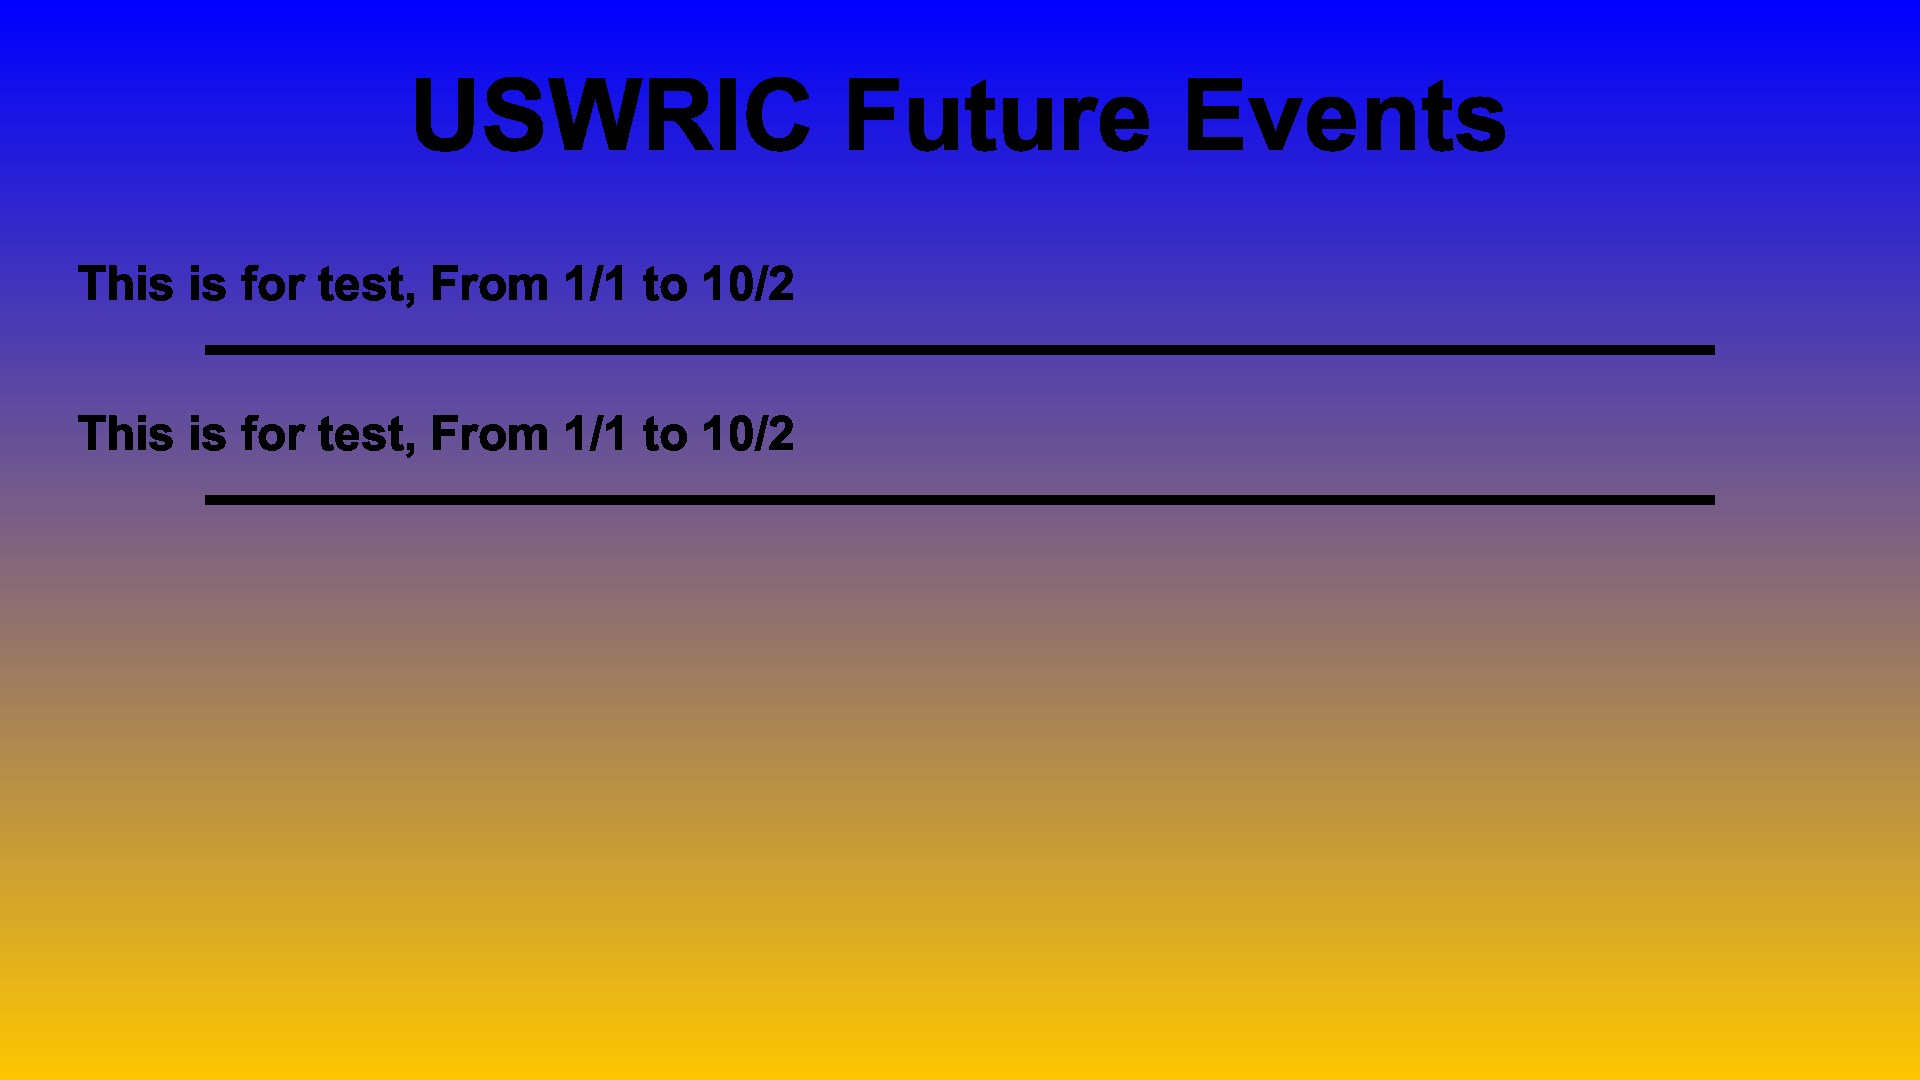 USWRIC Future Events
This is for test, From 1/1 to 10/2
This is for test, From 1/1 to 10/2